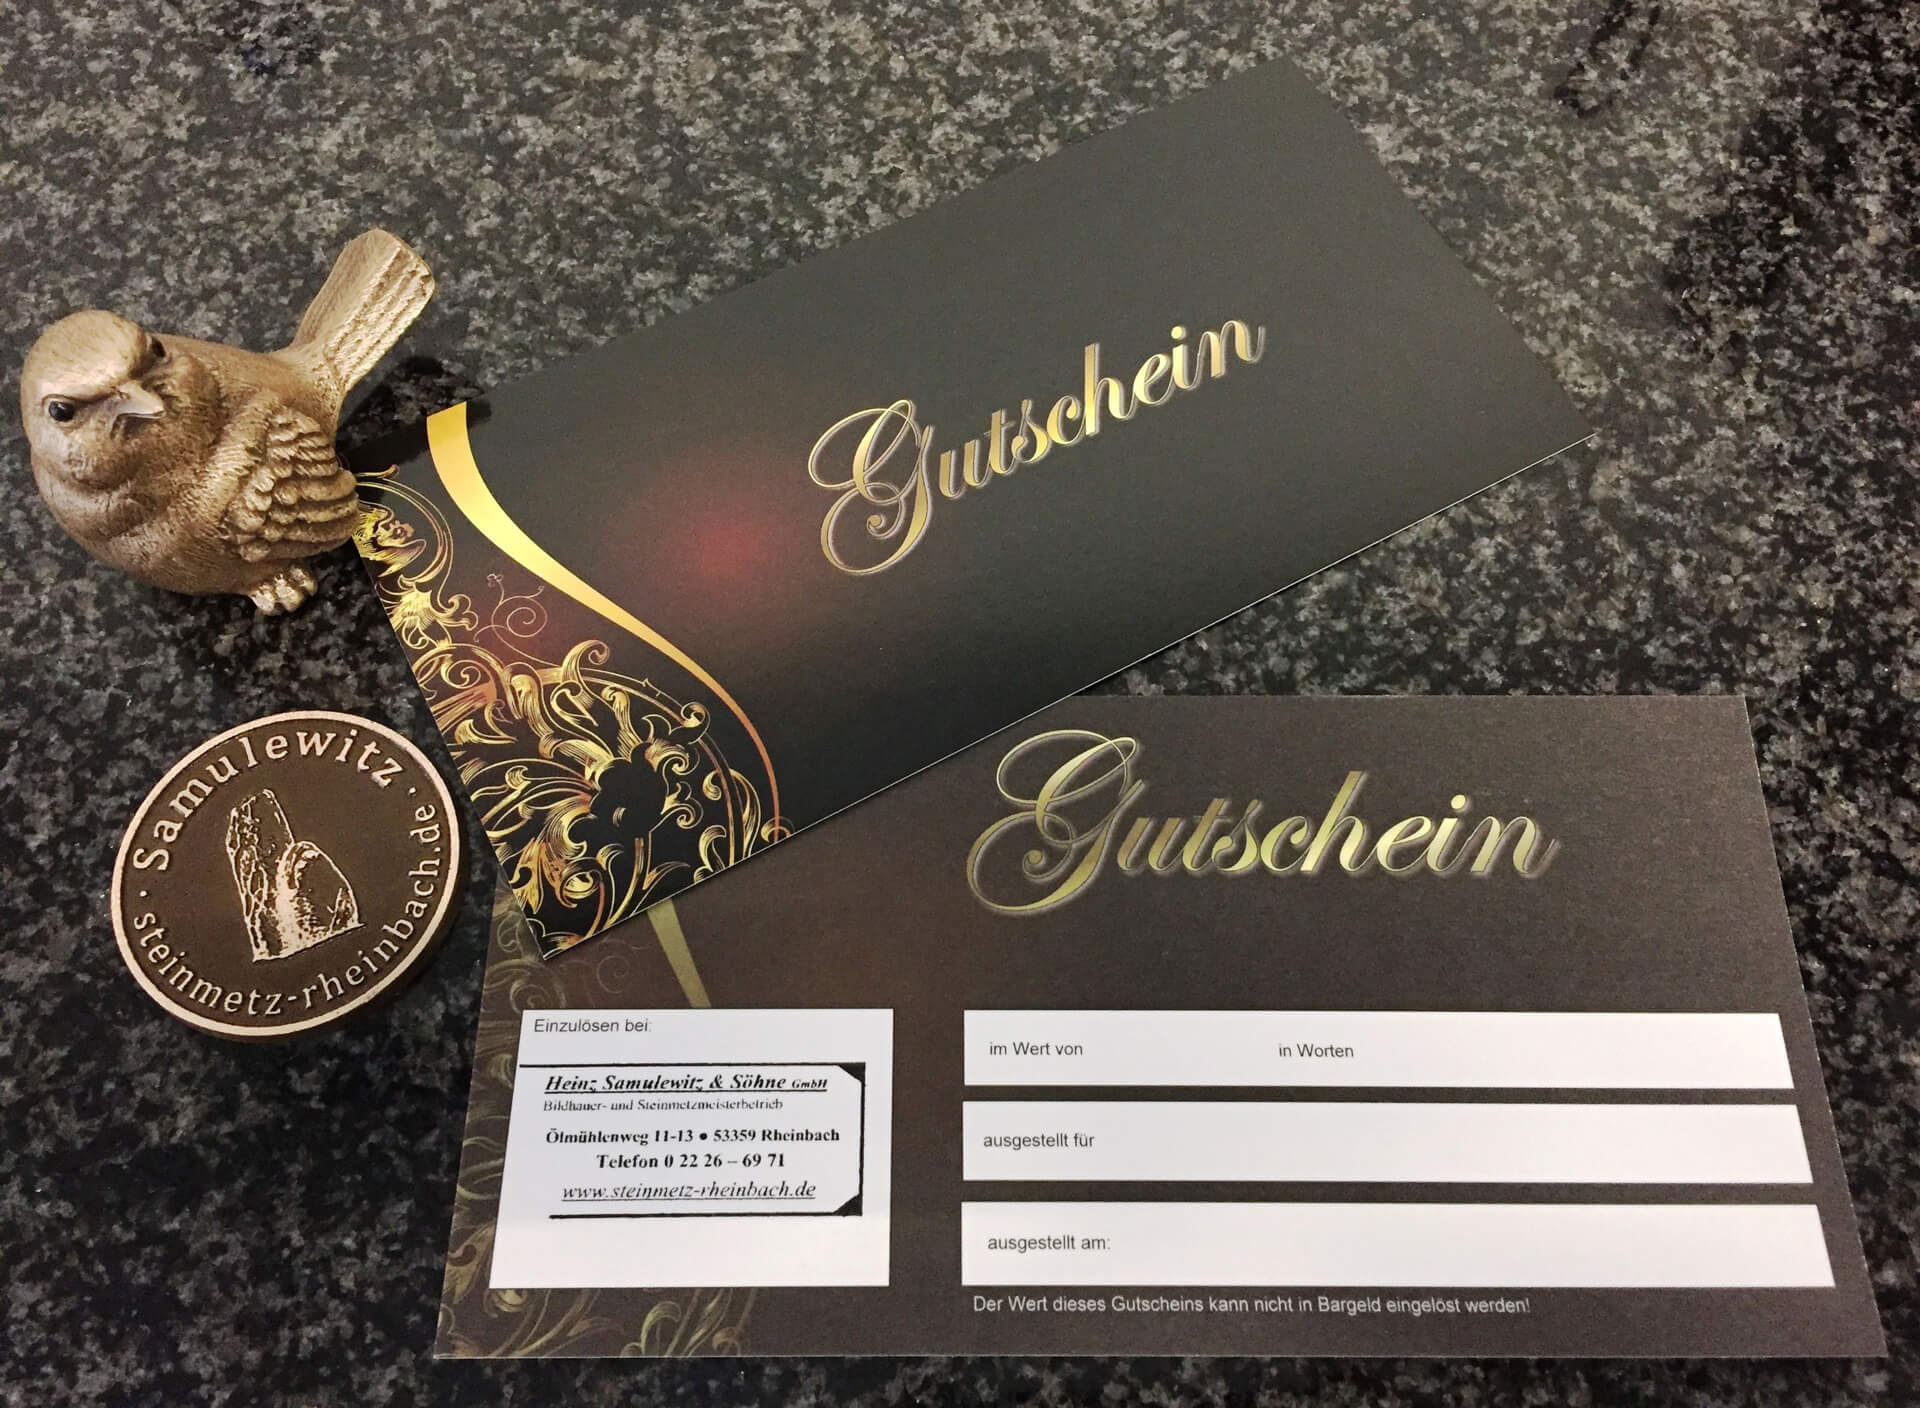 Gutschein
· Samulewitz ·
steinmetz-rheinbach.de
Gutschein
Einzulösen bei:
Heinz Samulewitz & Söhne GmbH
Bildhauer- und Steinmetzmeisterbetrieb
Ölmühlenweg 11-13 ● 53359 Rheinbach
Telefon 0 22 26 – 69 71
www.steinmetz-rheinbach.de
im Wert von in Worten
ausgestellt für
ausgestellt am:
Der Wert dieses Gutscheins kann nicht in Bargeld eingelöst werden!